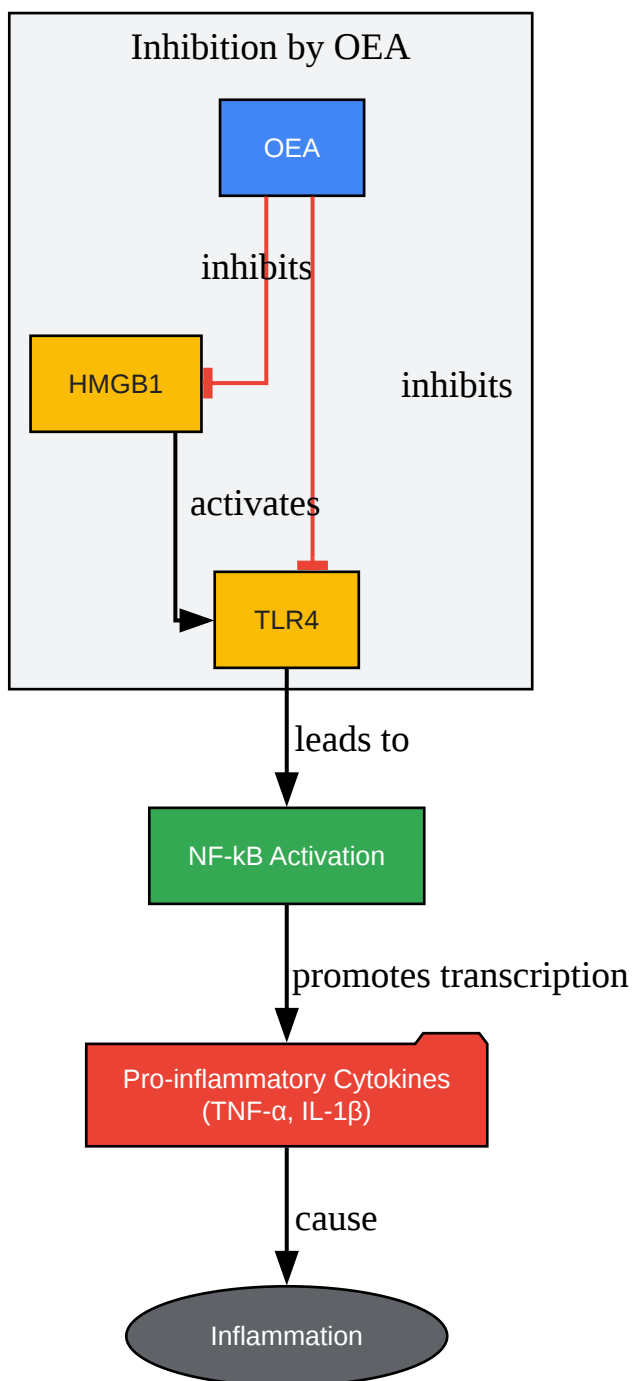 Inhibition by OEA
OEA
inhibits
HMGB1
inhibits
activates
TLR4
leads to
NF-kB Activation
promotes transcription
Pro-inflammatory Cytokines
(TNF-α, IL-1β)
cause
Inflammation